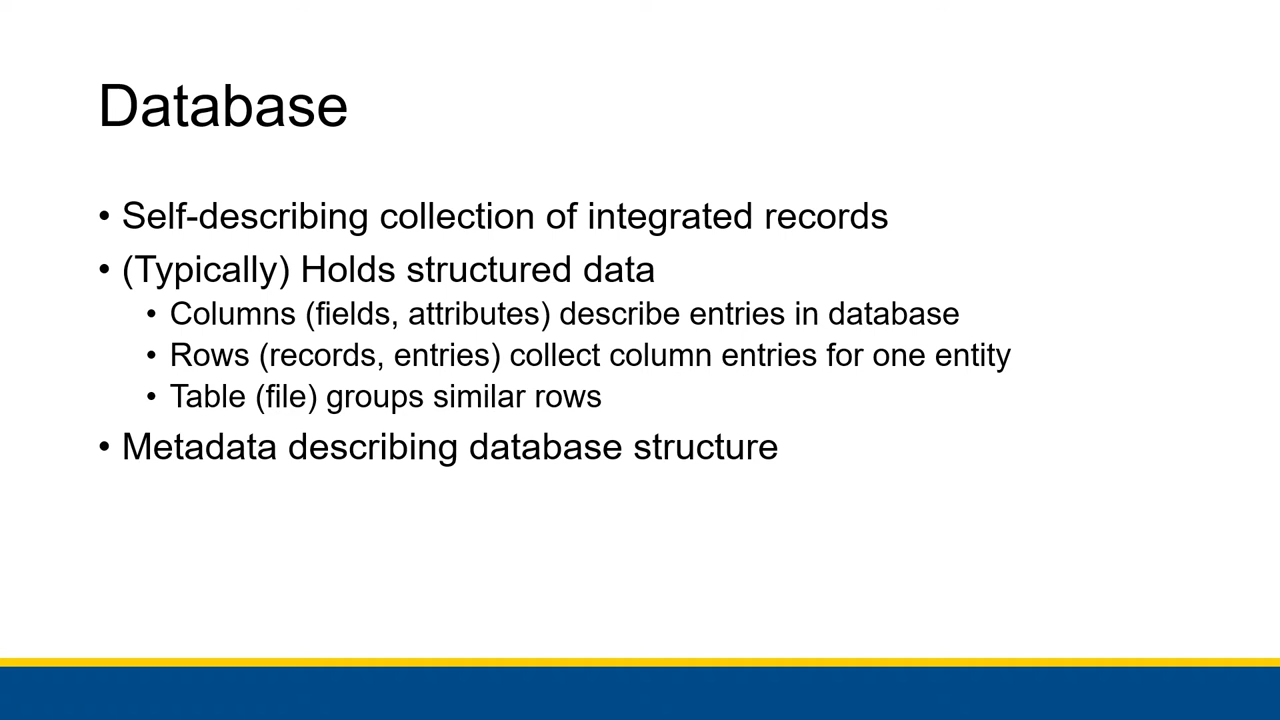 Database
• Self-describing collection of integrated records
• (Typically) Holds structured data
• Columns (fields, attributes) describe entries in database
• Rows (records, entries) collect column entries for one entity
• Table (file) groups similar rows
• Metadata describing database structure